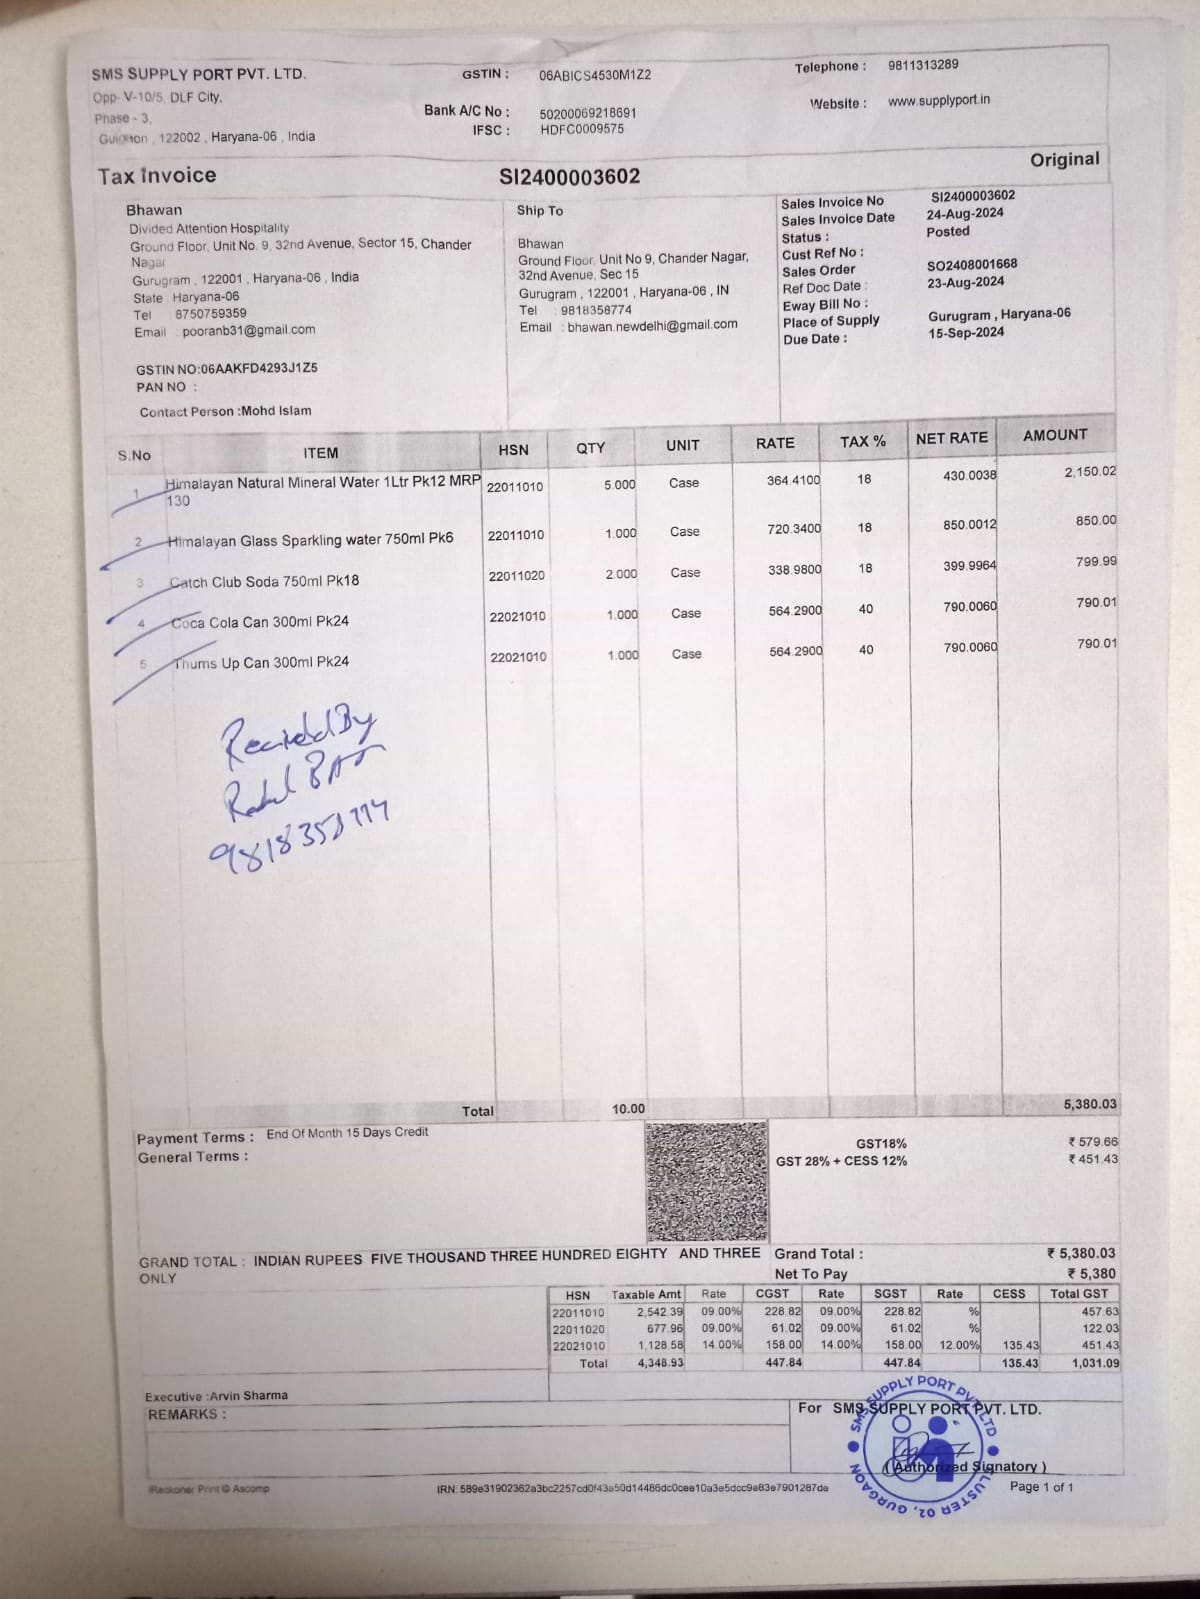 SMS SUPPLY PORT PVT. LTD.
Opp- V-10/5, DLF City,
Phase - 3,
, 122002 , Haryana-06 , India
GSTIN : 06ABICS4530M1Z2
Bank A/C No : 50200069218691
IFSC : HDFC0009575
Telephone : 9811313289
Website : www.supplyport.in
Original
Tax Invoice SI2400003602
Bhawan
Divided Attention Hospitality
Ground Floor, Unit No. 9, 32nd Avenue, Sector 15, Chander
Nagar
Gurugram , 122001 , Haryana-06 , India
State Haryana-06
Tel : 8750759359
Email : pooranb31@gmail.com
GSTIN NO:06AAKFD4293J1Z5
PAN NO :
Contact Person :Mohd Islam
Ship To
Bhawan
Ground Floor, Unit No 9, Chander Nagar,
32nd Avenue, Sec 15
Gurugram , 122001 , Haryana-06 , IN
Tel : 9818358774
Email : bhawan.newdelhi@gmail.com
Sales Invoice No SI2400003602
Sales Invoice Date 24-Aug-2024
Status : Posted
Cust Ref No :
Sales Order SO2408001668
Ref Doc Date : 23-Aug-2024
Eway Bill No :
Place of Supply Gurugram , Haryana-06
Due Date : 15-Sep-2024
S.No ITEM HSN QTY UNIT RATE TAX % NET RATE AMOUNT
1 Himalayan Natural Mineral Water 1Ltr Pk12 MRP 22011010 5.000 Case 364.4100 18 430.0038 2,150.02
130
2 Himalayan Glass Sparkling water 750ml Pk6 22011010 1.000 Case 720.3400 18 850.0012 850.00
3 Catch Club Soda 750ml Pk18 22011020 2.000 Case 338.9800 18 399.9964 799.99
4 Coca Cola Can 300ml Pk24 22021010 1.000 Case 564.2900 40 790.0060 790.01
5 Thums Up Can 300ml Pk24 22021010 1.000 Case 564.2900 40 790.0060 790.01
By
9818358774
Total 10.00 5,380.03
Payment Terms : End Of Month 15 Days Credit
General Terms :
GST18% ₹ 579.66
GST 28% + CESS 12% ₹ 451.43
GRAND TOTAL : INDIAN RUPEES FIVE THOUSAND THREE HUNDRED EIGHTY AND THREE
ONLY
Grand Total : ₹ 5,380.03
Net To Pay ₹ 5,380
HSN Taxable Amt Rate CGST Rate SGST Rate CESS Total GST
22011010 2,542.39 09.00% 228.82 09.00% 228.82 % 457.63
22011020 677.96 09.00% 61.02 09.00% 61.02 % 122.03
22021010 1,128.58 14.00% 158.00 14.00% 158.00 12.00% 135.43 451.43
Total 4,348.93 447.84 447.84 135.43 1,031.09
Executive :Arvin Sharma
REMARKS :
For SMS SUPPLY PORT PVT. LTD.
SMS SUPPLY PORT PVT LTD
CLUSTER 02, GURGAON
( Authorized Signatory )
iReckoner Print © Ascomp
IRN: 589e31902362a3bc2257cd0f43a50d14486dc0cee10a3e5dcc9e83e7901287de
Page 1 of 1